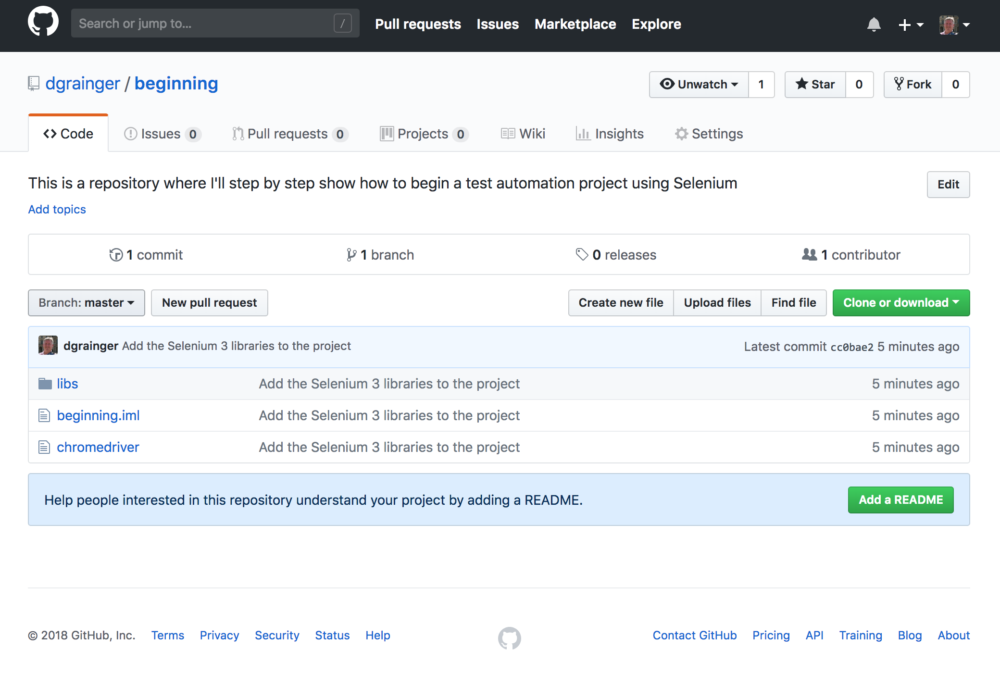 Search or jump to... /
Pull requests Issues Marketplace Explore
dgrainger / beginning
Unwatch 1 Star 0 Fork 0
Code Issues 0 Pull requests 0 Projects 0 Wiki Insights Settings
This is a repository where I'll step by step show how to begin a test automation project using Selenium
Edit
Add topics
1 commit 1 branch 0 releases 1 contributor
Branch: master New pull request Create new file Upload files Find file Clone or download
dgrainger Add the Selenium 3 libraries to the project Latest commit cc0bae2 5 minutes ago
libs Add the Selenium 3 libraries to the project 5 minutes ago
beginning.iml Add the Selenium 3 libraries to the project 5 minutes ago
chromedriver Add the Selenium 3 libraries to the project 5 minutes ago
Help people interested in this repository understand your project by adding a README. Add a README
© 2018 GitHub, Inc. Terms Privacy Security Status Help Contact GitHub Pricing API Training Blog About